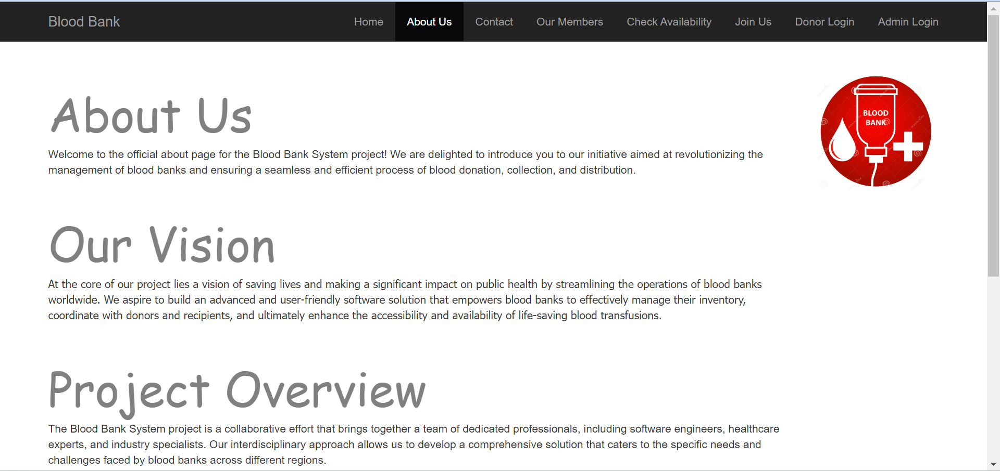 Blood Bank
Home
About Us
Contact
Our Members
Check Availability
Join Us
Donor Login
Admin Login
About Us
Welcome to the official about page for the Blood Bank System project! We are delighted to introduce you to our initiative aimed at revolutionizing the
management of blood banks and ensuring a seamless and efficient process of blood donation, collection, and distribution.
BLOOD
BANK
Our Vision
At the core of our project lies a vision of saving lives and making a significant impact on public health by streamlining the operations of blood banks
worldwide. We aspire to build an advanced and user-friendly software solution that empowers blood banks to effectively manage their inventory,
coordinate with donors and recipients, and ultimately enhance the accessibility and availability of life-saving blood transfusions.
Project Overview
The Blood Bank System project is a collaborative effort that brings together a team of dedicated professionals, including software engineers, healthcare
experts, and industry specialists. Our interdisciplinary approach allows us to develop a comprehensive solution that caters to the specific needs and
challenges faced by blood banks across different regions.